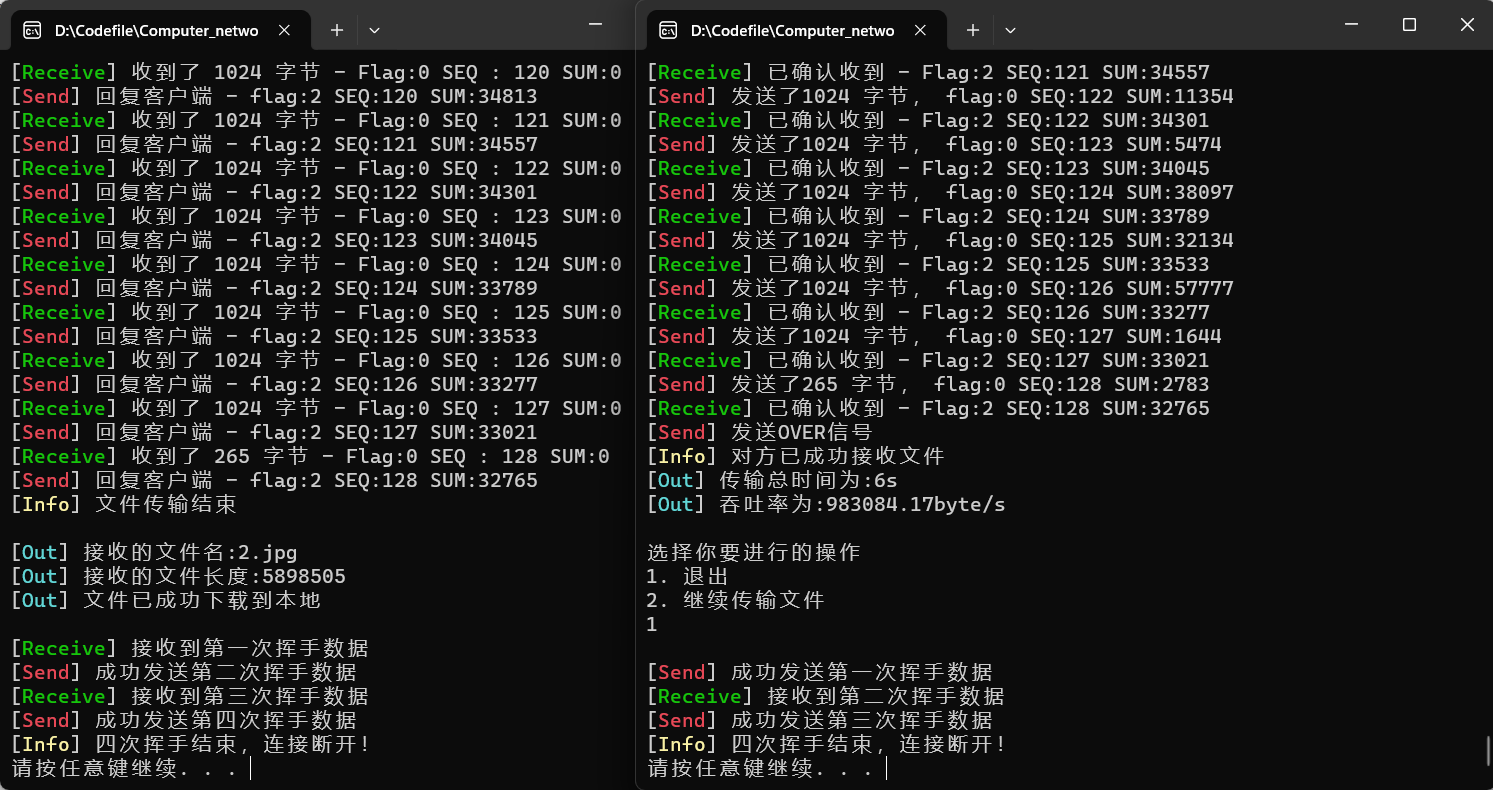 D:\Codefile\Computer_netwo
[Receive] 收到了 1024 字节 - Flag:0 SEQ : 120 SUM:0
[Send] 回复客户端 - flag:2 SEQ:120 SUM:34813
[Receive] 收到了 1024 字节 - Flag:0 SEQ : 121 SUM:0
[Send] 回复客户端 - flag:2 SEQ:121 SUM:34557
[Receive] 收到了 1024 字节 - Flag:0 SEQ : 122 SUM:0
[Send] 回复客户端 - flag:2 SEQ:122 SUM:34301
[Receive] 收到了 1024 字节 - Flag:0 SEQ : 123 SUM:0
[Send] 回复客户端 - flag:2 SEQ:123 SUM:34045
[Receive] 收到了 1024 字节 - Flag:0 SEQ : 124 SUM:0
[Send] 回复客户端 - flag:2 SEQ:124 SUM:33789
[Receive] 收到了 1024 字节 - Flag:0 SEQ : 125 SUM:0
[Send] 回复客户端 - flag:2 SEQ:125 SUM:33533
[Receive] 收到了 1024 字节 - Flag:0 SEQ : 126 SUM:0
[Send] 回复客户端 - flag:2 SEQ:126 SUM:33277
[Receive] 收到了 1024 字节 - Flag:0 SEQ : 127 SUM:0
[Send] 回复客户端 - flag:2 SEQ:127 SUM:33021
[Receive] 收到了 265 字节 - Flag:0 SEQ : 128 SUM:0
[Send] 回复客户端 - flag:2 SEQ:128 SUM:32765
[Info] 文件传输结束
[Out] 接收的文件名:2.jpg
[Out] 接收的文件长度:5898505
[Out] 文件已成功下载到本地
[Receive] 接收到第一次挥手数据
[Send] 成功发送第二次挥手数据
[Receive] 接收到第三次挥手数据
[Send] 成功发送第四次挥手数据
[Info] 四次挥手结束，连接断开！
请按任意键继续. . .
D:\Codefile\Computer_netwo
[Receive] 已确认收到 - Flag:2 SEQ:121 SUM:34557
[Send] 发送了1024 字节， flag:0 SEQ:122 SUM:11354
[Receive] 已确认收到 - Flag:2 SEQ:122 SUM:34301
[Send] 发送了1024 字节， flag:0 SEQ:123 SUM:5474
[Receive] 已确认收到 - Flag:2 SEQ:123 SUM:34045
[Send] 发送了1024 字节， flag:0 SEQ:124 SUM:38097
[Receive] 已确认收到 - Flag:2 SEQ:124 SUM:33789
[Send] 发送了1024 字节， flag:0 SEQ:125 SUM:32134
[Receive] 已确认收到 - Flag:2 SEQ:125 SUM:33533
[Send] 发送了1024 字节， flag:0 SEQ:126 SUM:57777
[Receive] 已确认收到 - Flag:2 SEQ:126 SUM:33277
[Send] 发送了1024 字节， flag:0 SEQ:127 SUM:1644
[Receive] 已确认收到 - Flag:2 SEQ:127 SUM:33021
[Send] 发送了265 字节， flag:0 SEQ:128 SUM:2783
[Receive] 已确认收到 - Flag:2 SEQ:128 SUM:32765
[Send] 发送OVER信号
[Info] 对方已成功接收文件
[Out] 传输总时间为:6s
[Out] 吞吐率为:983084.17byte/s
选择你要进行的操作
1. 退出
2. 继续传输文件
1
[Send] 成功发送第一次挥手数据
[Receive] 接收到第二次挥手数据
[Send] 成功发送第三次挥手数据
[Info] 四次挥手结束，连接断开！
请按任意键继续. . .